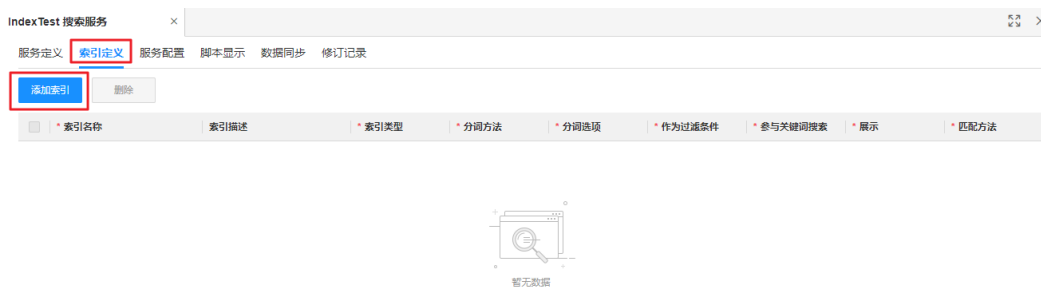 IndexTest 搜索服务 ×
服务定义 索引定义 服务配置 脚本显示 数据同步 修订记录
添加索引 删除
* 索引名称 索引描述 * 索引类型 * 分词方法 * 分词选项 * 作为过滤条件 * 参与关键词搜索 * 展示 * 匹配方法
暂无数据